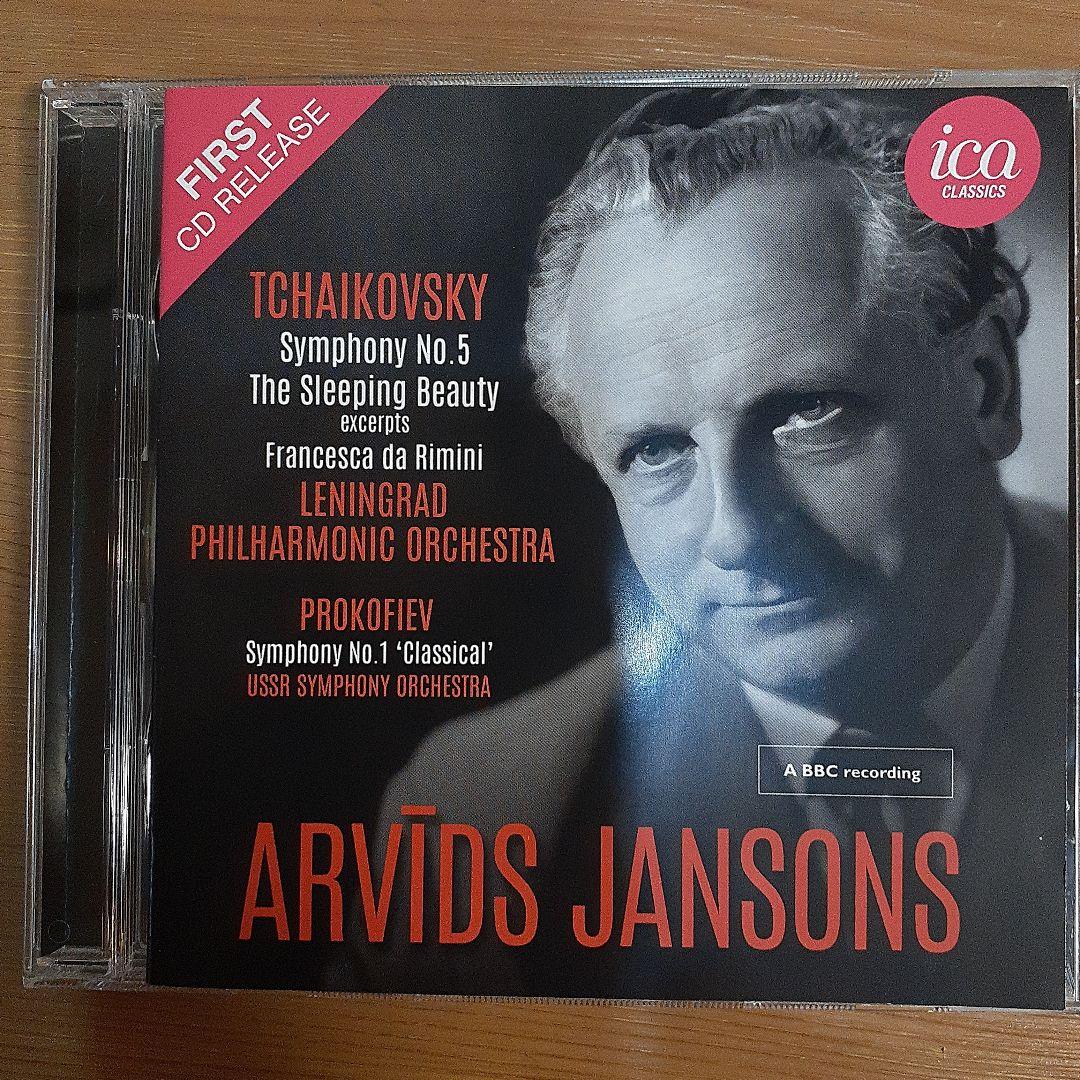 FIRST
CD RELEASE
ica
CLASSICS
TCHAIKOVSKY
Symphony No.5
The Sleeping Beauty
excerpts
Francesca da Rimini
LENINGRAD
PHILHARMONIC ORCHESTRA
PROKOFIEV
Symphony No.1 ‘Classical’
USSR SYMPHONY ORCHESTRA
A BBC recording
ARVĪDS JANSONS